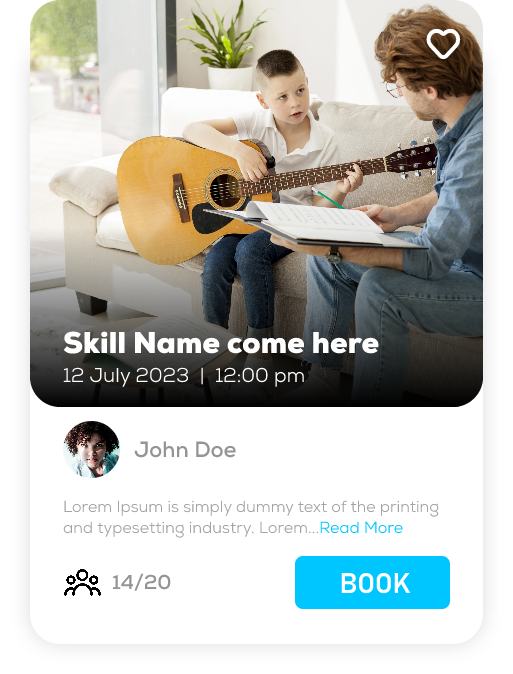 Skill Name come here
12 July 2023 | 12:00 pm
John Doe
Lorem Ipsum is simply dummy text of the printing
and typesetting industry. Lorem...Read More
14/20
BOOK